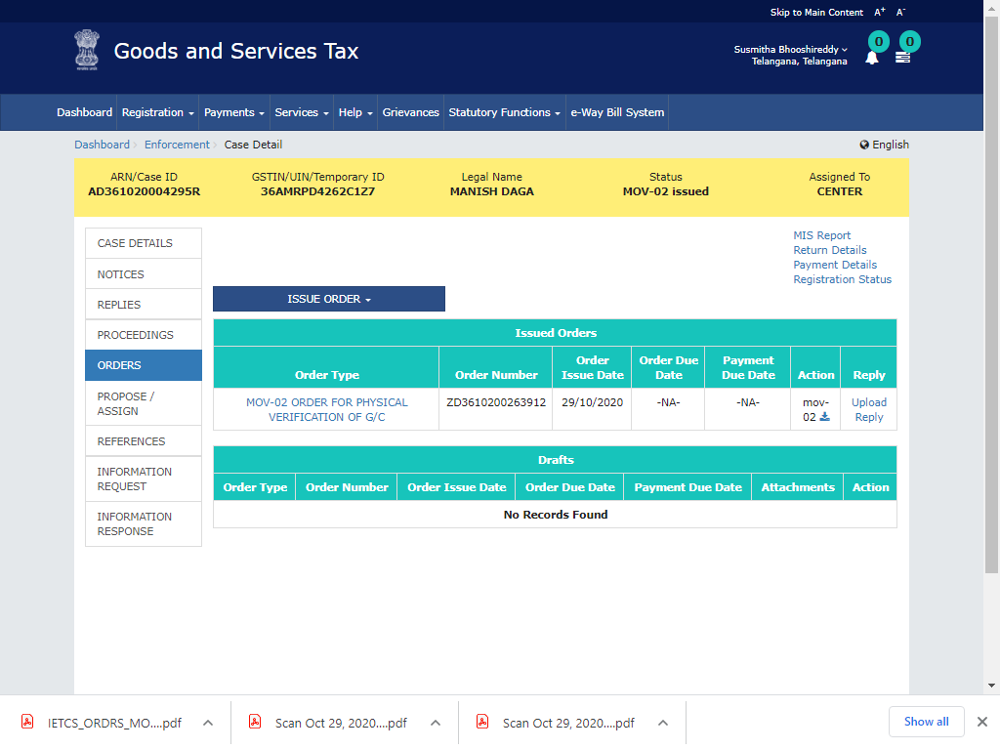 Skip to Main Content A+ A-
Goods and Services Tax
Susmitha Bhooshireddy
Telangana, Telangana
0
0
Dashboard Registration Payments Services Help Grievances Statutory Functions e-Way Bill System
Dashboard Enforcement Case Detail
English
ARN/Case ID GSTIN/UIN/Temporary ID Legal Name Status Assigned To
AD361020004295R 36AMRPD4262C1Z7 MANISH DAGA MOV-02 issued CENTER
CASE DETAILS
NOTICES
REPLIES
PROCEEDINGS
ORDERS
PROPOSE /
ASSIGN
REFERENCES
INFORMATION
REQUEST
INFORMATION
RESPONSE
MIS Report
Return Details
Payment Details
Registration Status
ISSUE ORDER
Issued Orders
Order Type Order Number Order Issue Date Order Due Date Payment Due Date Action Reply
MOV-02 ORDER FOR PHYSICAL ZD3610200263912 29/10/2020 -NA- -NA- mov- Upload
VERIFICATION OF G/C 02 Reply
Drafts
Order Type Order Number Order Issue Date Order Due Date Payment Due Date Attachments Action
No Records Found
IETCS_ORDRS_MO....pdf Scan Oct 29, 2020....pdf Scan Oct 29, 2020....pdf Show all